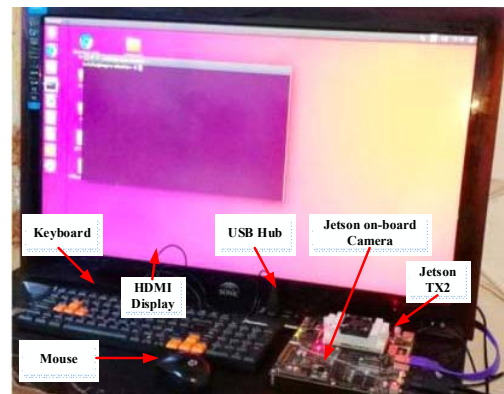 Keyboard
HDMI
Display
USB Hub
Jetson on-board
Camera
Jetson
TX2
Mouse